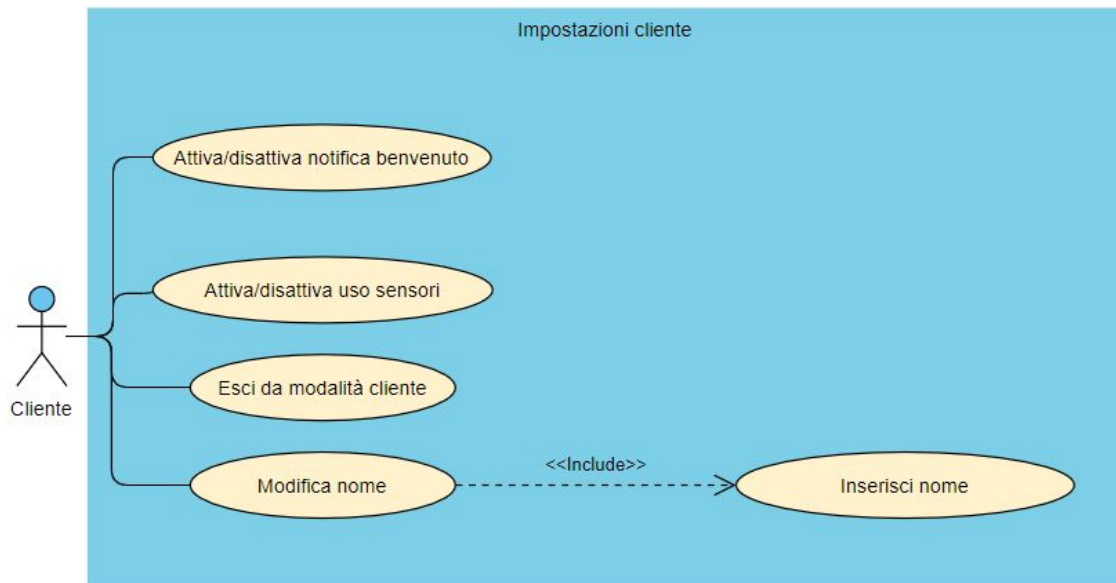 Impostazioni cliente
Attiva/disattiva notifica benvenuto
Attiva/disattiva uso sensori
Esci da modalità cliente
Cliente
<<Include>>
Modifica nome
Inserisci nome